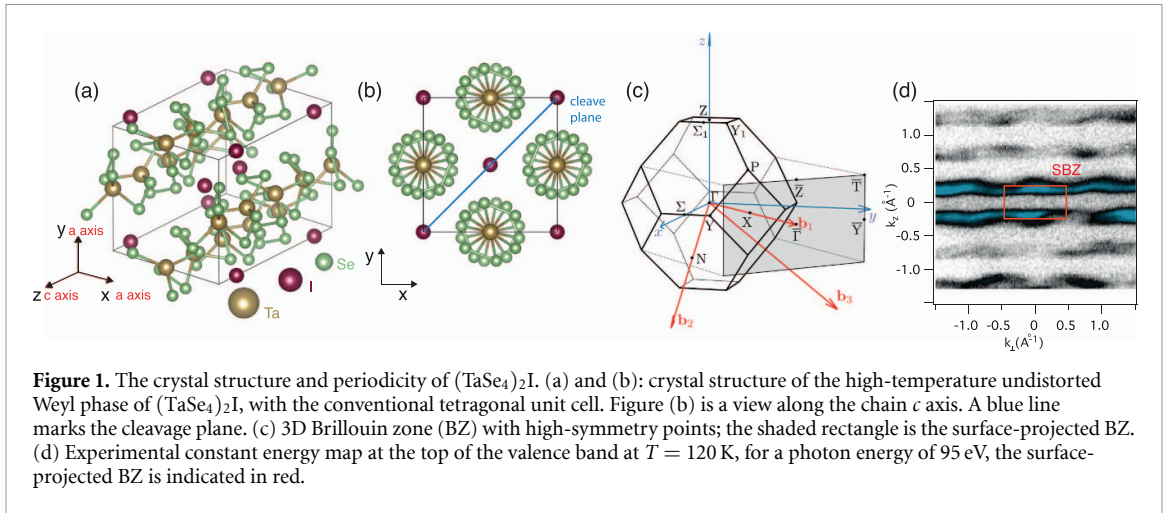 (a)
(b)
(c)
(d)
cleave
plane
y a axis
z c axis
x a axis
Se
I
Ta
y
x
z
Z
Σ₁
Y₁
P
Z̅
T̅
Γ
Σ
x
Y
X
b₁
Γ̅
Y̅
y
N
b₃
b₂
SBZ
1.0
0.5
0
-0.5
-1.0
k_z (Å⁻¹)
-1.0 -0.5 0 0.5 1.0
k_⊥(Å⁻¹)
Figure 1. The crystal structure and periodicity of (TaSe₄)₂I. (a) and (b): crystal structure of the high-temperature undistorted
Weyl phase of (TaSe₄)₂I, with the conventional tetragonal unit cell. Figure (b) is a view along the chain c axis. A blue line
marks the cleavage plane. (c) 3D Brillouin zone (BZ) with high-symmetry points; the shaded rectangle is the surface-projected BZ.
(d) Experimental constant energy map at the top of the valence band at T = 120 K, for a photon energy of 95 eV, the surface-
projected BZ is indicated in red.